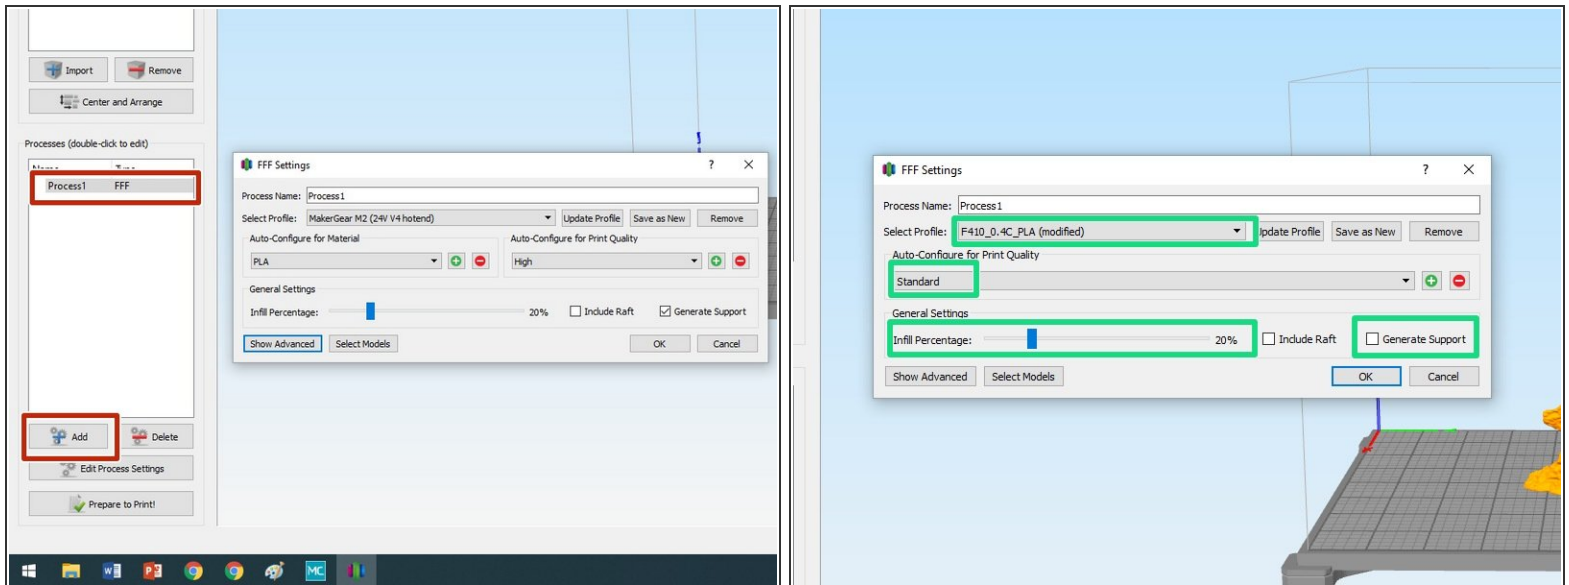 Import
Remove
Center and Arrange
Processes (double-click to edit)
Process1 FFF
Add
Delete
Edit Process Settings
Prepare to Print!
FFF Settings
?
Process Name: Process1
Select Profile: MakerGear M2 (24V V4 hotend) Update Profile Save as New Remove
Auto-Configure for Material Auto-Configure for Print Quality
PLA High
General Settings
Infill Percentage: 20% Include Raft Generate Support
Show Advanced Select Models OK Cancel
MC
FFF Settings
?
Process Name: Process1
Select Profile: F410_0.4C_PLA (modified) Update Profile Save as New Remove
Auto-Configure for Print Quality
Standard
General Settings
Infill Percentage: 20% Include Raft Generate Support
Show Advanced Select Models OK Cancel